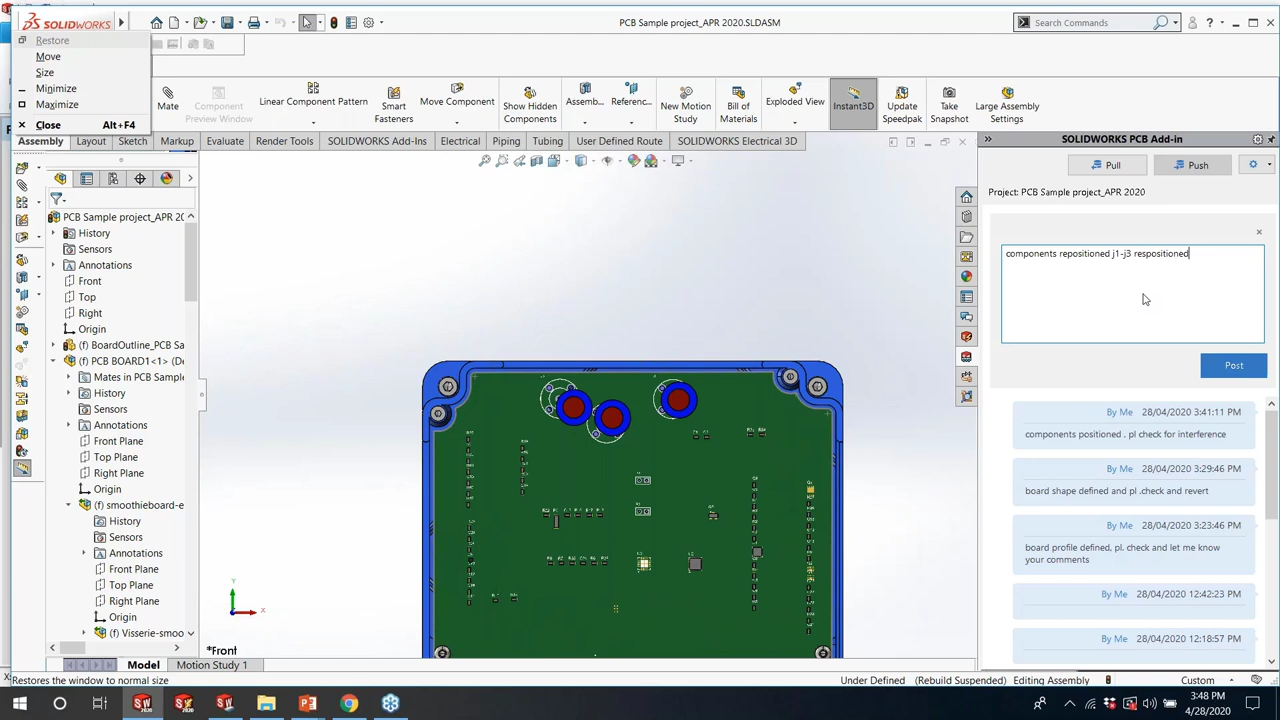 SOLIDWORKS
PCB Sample project_APR 2020.SLDASM
Search Commands
Restore
Move
Size
Minimize
Maximize
Close Alt+F4
Mate
Component Preview Window
Linear Component Pattern
Smart Fasteners
Move Component
Show Hidden Components
Assemb...
Referenc...
New Motion Study
Bill of Materials
Exploded View
Instant3D
Update Speedpak
Take Snapshot
Large Assembly Settings
Assembly Layout Sketch Markup Evaluate Render Tools SOLIDWORKS Add-Ins Electrical Piping Tubing User Defined Route SOLIDWORKS Electrical 3D
SOLIDWORKS PCB Add-in
Pull
Push
Project: PCB Sample project_APR 2020
components repositioned j1-j3 respositioned
Post
By Me 28/04/2020 3:41:11 PM
components positioned , pl check for interference
By Me 28/04/2020 3:29:46 PM
board shape defined and pl .check and revert
By Me 28/04/2020 3:23:46 PM
board profile defined, pl. check and let me know
your comments
By Me 28/04/2020 12:42:23 PM
By Me 28/04/2020 12:18:57 PM
PCB Sample project_APR 2020
History
Sensors
Annotations
Front
Top
Right
Origin
(f) BoardOutline_PCB Sa
(f) PCB BOARD1<1> (De
Mates in PCB Sample
History
Sensors
Annotations
Front Plane
Top Plane
Right Plane
Origin
(f) smoothieboard-e
History
Sensors
Annotations
Front Plane
Top Plane
Right Plane
Origin
(f) Visserie-smoo
Y
X
*Front
Model
Motion Study 1
Restores the window to normal size
Under Defined
(Rebuild Suspended)
Editing Assembly
Custom
3:48 PM
4/28/2020